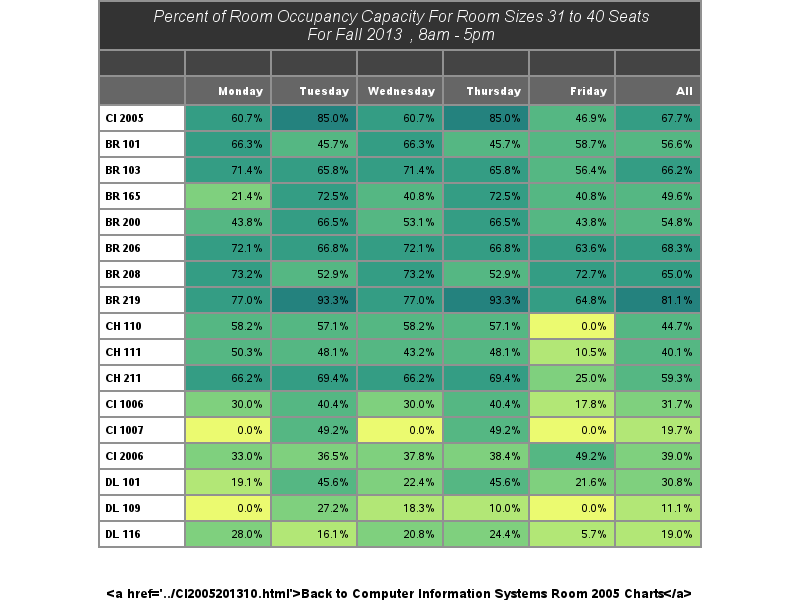 Percent of Room Occupancy Capacity For Room Sizes 31 to 40 Seats
For Fall 2013 , 8am - 5pm
Monday Tuesday Wednesday Thursday Friday All
CI 2005 60.7% 85.0% 60.7% 85.0% 46.9% 67.7%
BR 101 66.3% 45.7% 66.3% 45.7% 58.7% 56.6%
BR 103 71.4% 65.8% 71.4% 65.8% 56.4% 66.2%
BR 165 21.4% 72.5% 40.8% 72.5% 40.8% 49.6%
BR 200 43.8% 66.5% 53.1% 66.5% 43.8% 54.8%
BR 206 72.1% 66.8% 72.1% 66.8% 63.6% 68.3%
BR 208 73.2% 52.9% 73.2% 52.9% 72.7% 65.0%
BR 219 77.0% 93.3% 77.0% 93.3% 64.8% 81.1%
CH 110 58.2% 57.1% 58.2% 57.1% 0.0% 44.7%
CH 111 50.3% 48.1% 43.2% 48.1% 10.5% 40.1%
CH 211 66.2% 69.4% 66.2% 69.4% 25.0% 59.3%
CI 1006 30.0% 40.4% 30.0% 40.4% 17.8% 31.7%
CI 1007 0.0% 49.2% 0.0% 49.2% 0.0% 19.7%
CI 2006 33.0% 36.5% 37.8% 38.4% 49.2% 39.0%
DL 101 19.1% 45.6% 22.4% 45.6% 21.6% 30.8%
DL 109 0.0% 27.2% 18.3% 10.0% 0.0% 11.1%
DL 116 28.0% 16.1% 20.8% 24.4% 5.7% 19.0%
<a href='../CI2005201310.html'>Back to Computer Information Systems Room 2005 Charts</a>